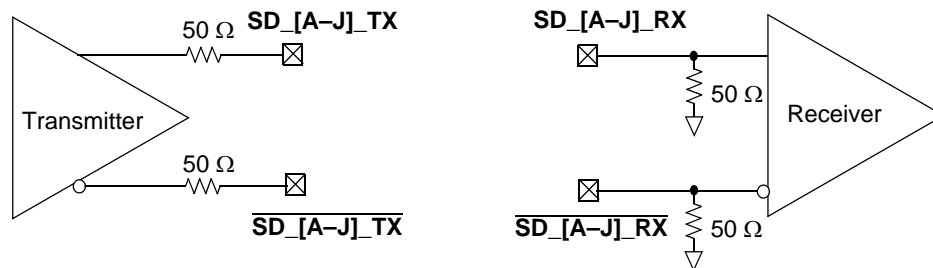 50 Ω
SD_[A–J]_TX
Transmitter
50 Ω
SD_[A–J]_TX
SD_[A–J]_RX
50 Ω
Receiver
SD_[A–J]_RX
50 Ω